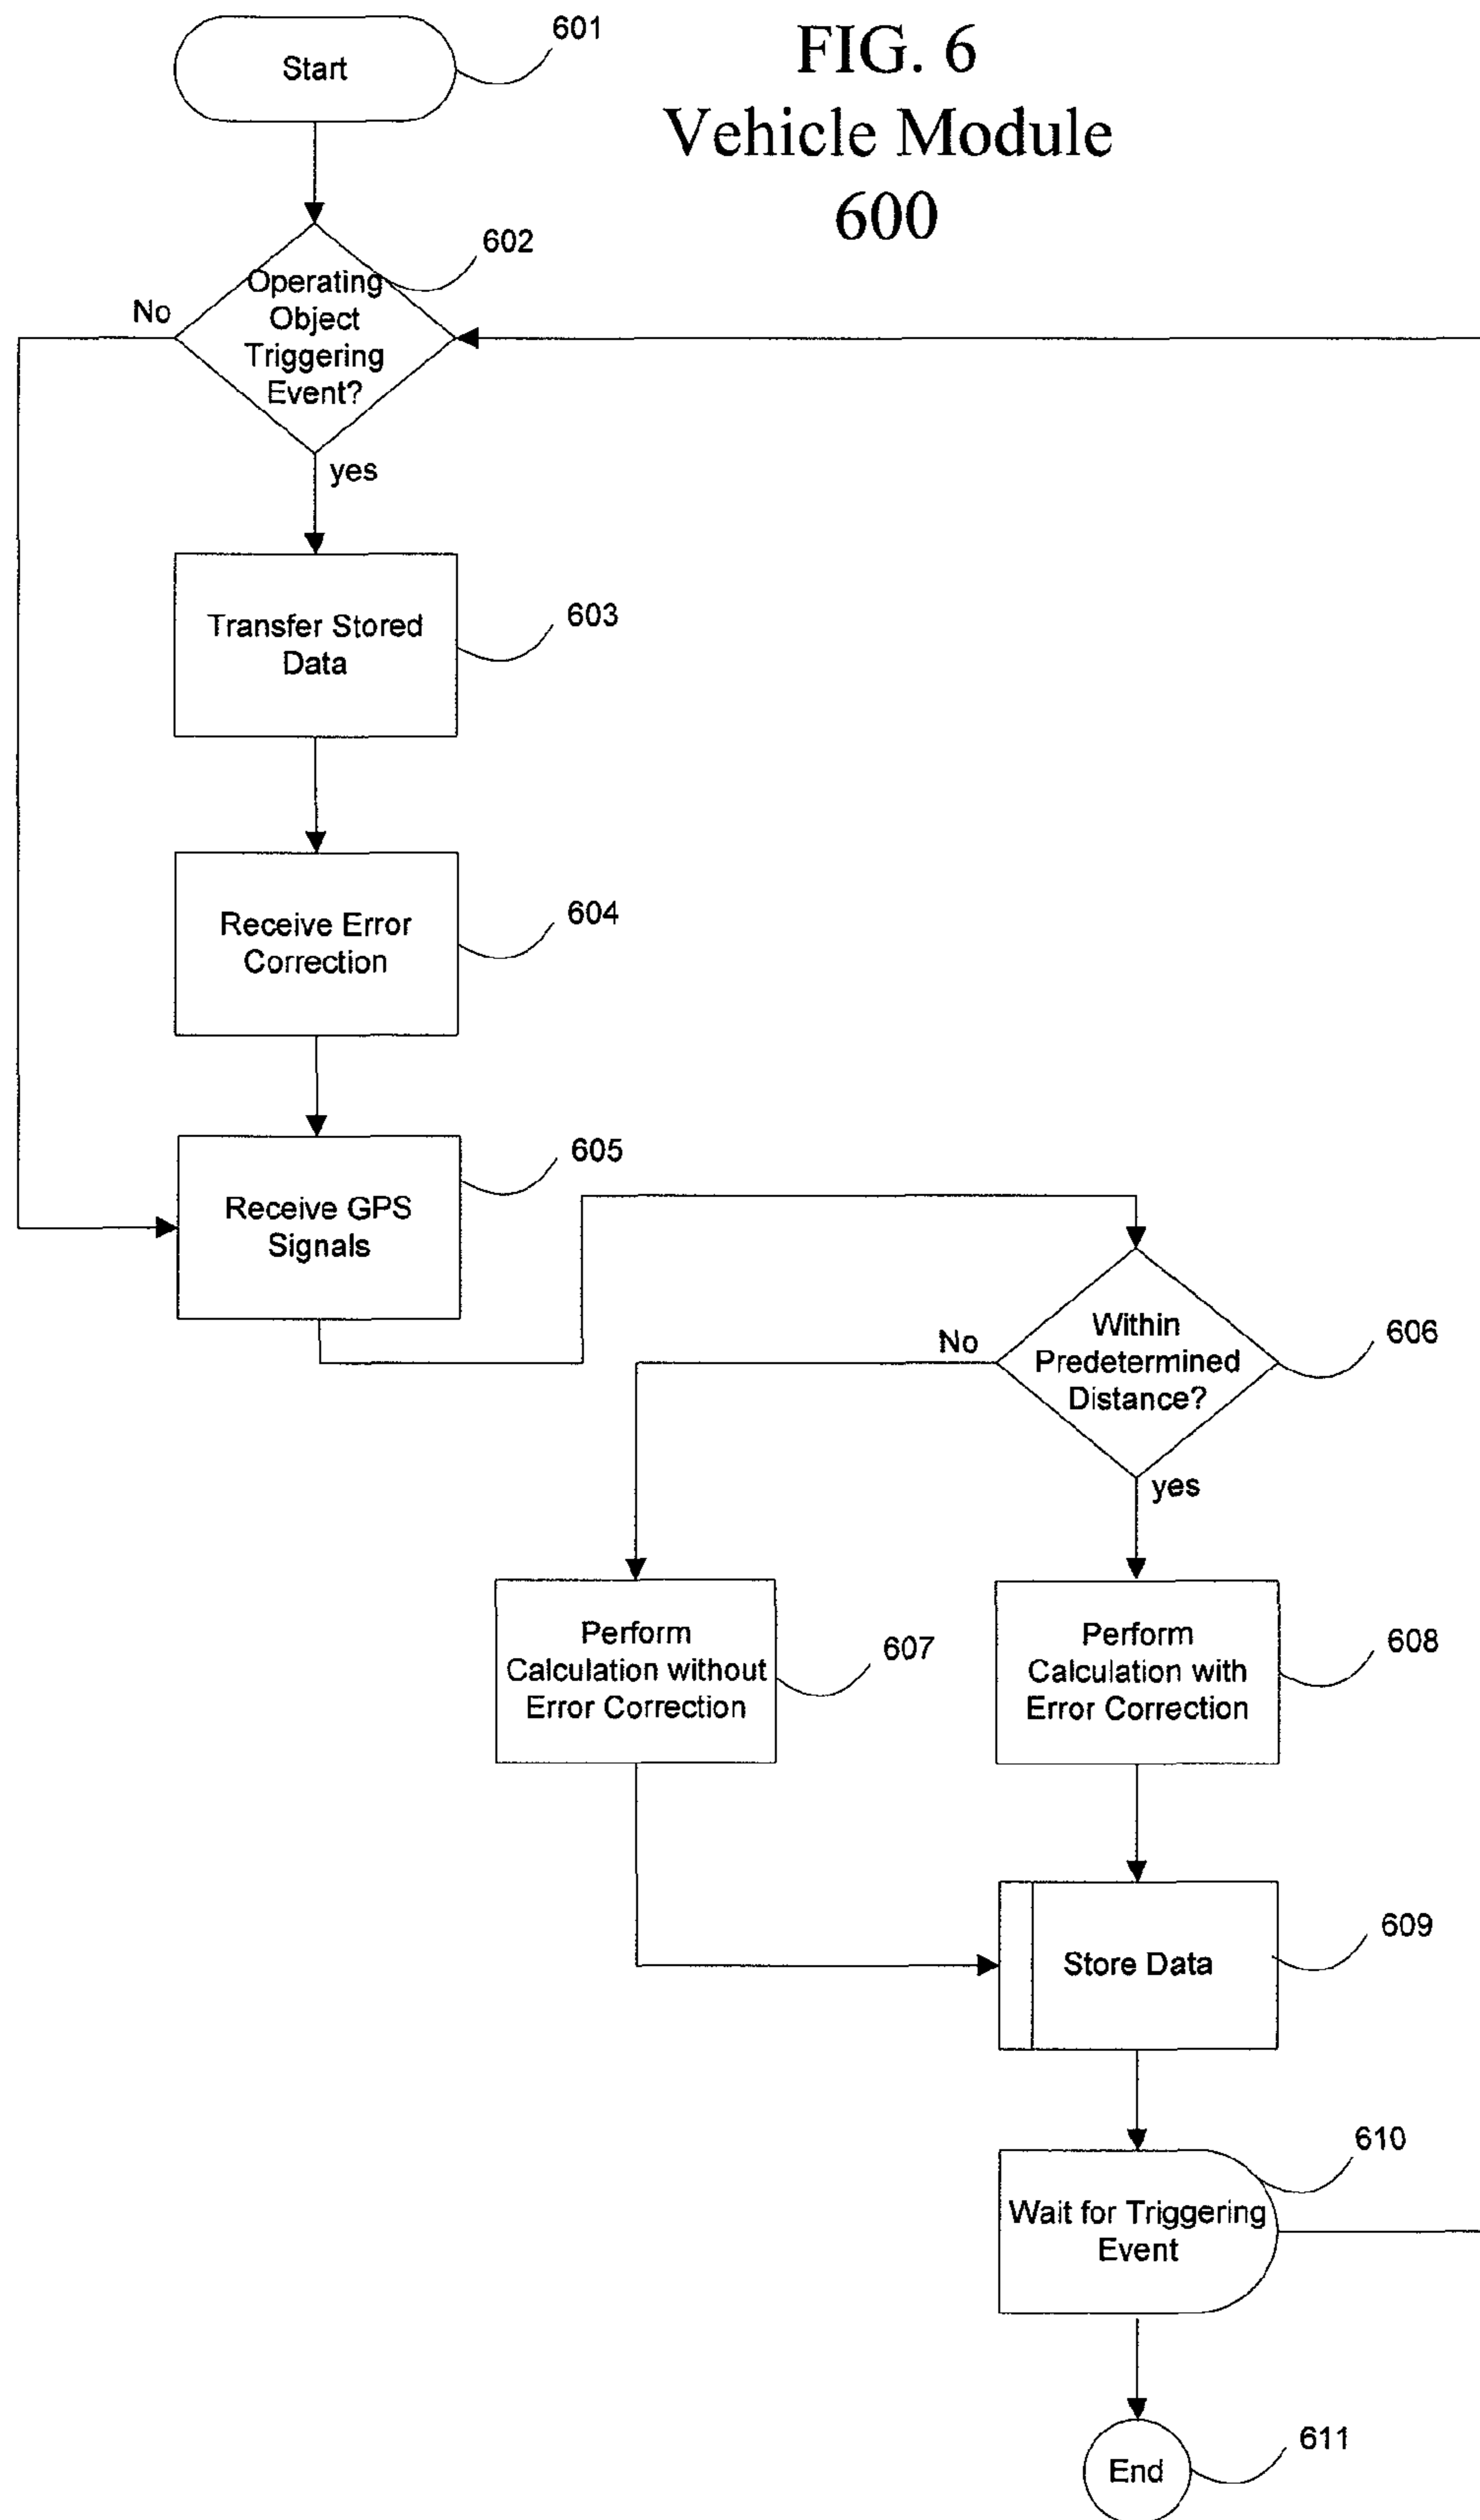 FIG. 6
Vehicle Module
600
Start
601
Operating
Object
Triggering
Event?
602
No
yes
Transfer Stored
Data
603
Receive Error
Correction
604
Receive GPS
Signals
605
Within
Predetermined
Distance?
606
No
yes
Perform
Calculation without
Error Correction
607
Perform
Calculation with
Error Correction
608
Store Data
609
Wait for Triggering
Event
610
End
611